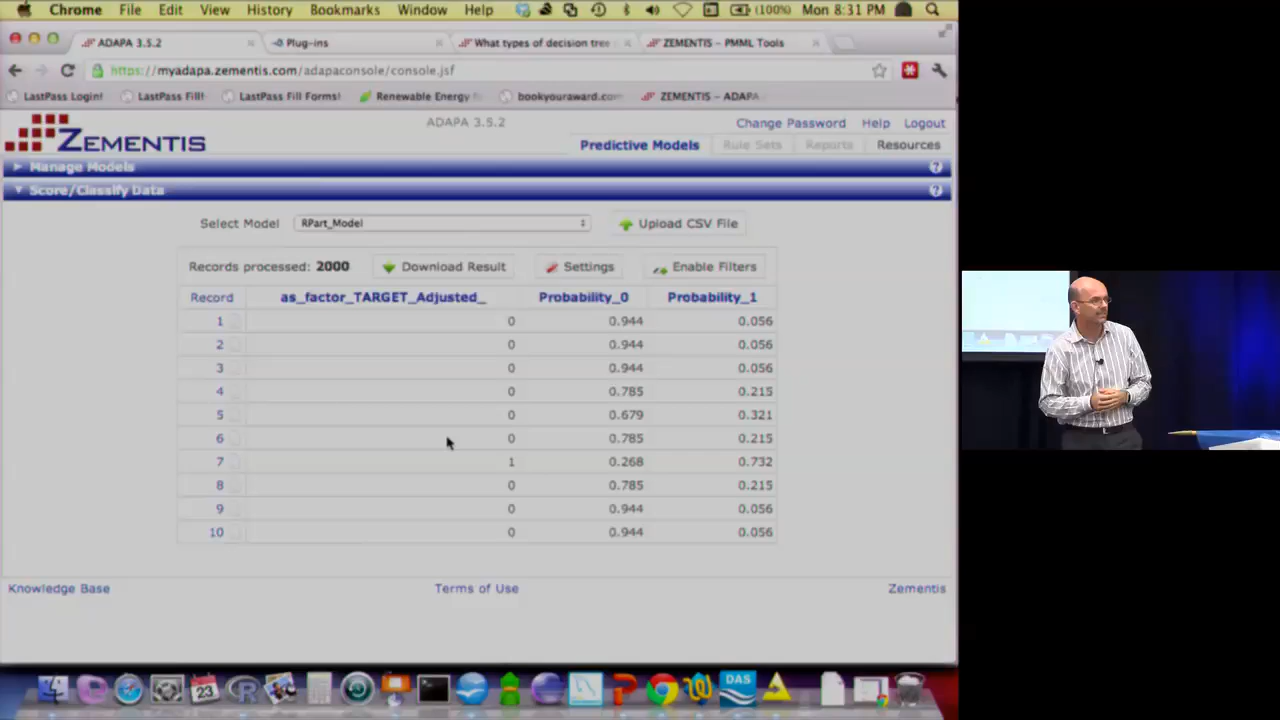 Chrome File Edit View History Bookmarks Window Help (100%) Mon 8:31 PM
ADAPA 3.5.2 Plug-ins What types of decision tree ZEMENTIS – PMML Tools
https://myadapa.zementis.com/adapaconsole/console.jsf
LastPass Login! LastPass Fill! LastPass Fill Forms! Renewable Energy bookyouraward.com ZEMENTIS – ADAPA
ZEMENTIS
ADAPA 3.5.2
Change Password Help Logout
Predictive Models Rule Sets Reports Resources
Manage Models ?
Score/Classify Data ?
Select Model RPart_Model Upload CSV File
Records processed: 2000 Download Result Settings Enable Filters
Record as_factor_TARGET_Adjusted_ Probability_0 Probability_1
1 0 0.944 0.056
2 0 0.944 0.056
3 0 0.944 0.056
4 0 0.785 0.215
5 0 0.679 0.321
6 0 0.785 0.215
7 1 0.268 0.732
8 0 0.785 0.215
9 0 0.944 0.056
10 0 0.944 0.056
Knowledge Base Terms of Use Zementis
23 R DAS